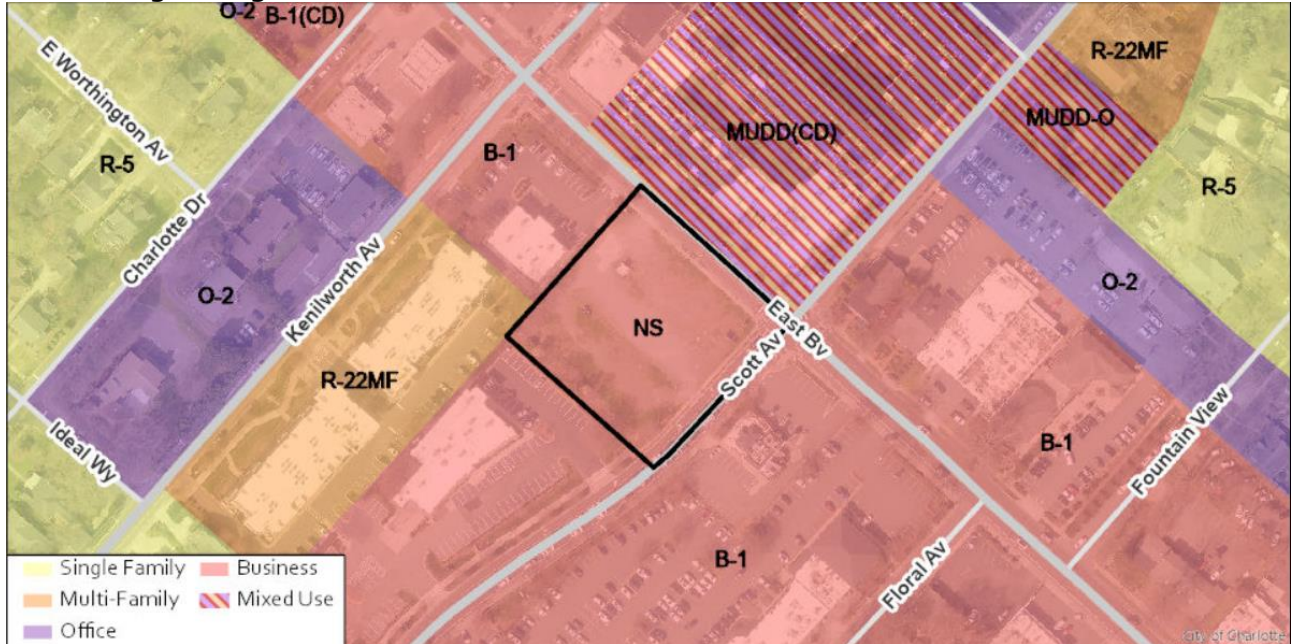 O-2
B-1(CD)
E Worthington Av
R-22MF
MUDD-O
MUDD(CD)
B-1
R-5
R-5
Charlotte Dr
O-2
Kenilworth Av
O-2
NS
East Bv
Scott Av
R-22MF
Ideal Wy
B-1
Fountain View
B-1
Floral Av
Single Family
Business
Multi-Family
Mixed Use
Office
City of Charlotte